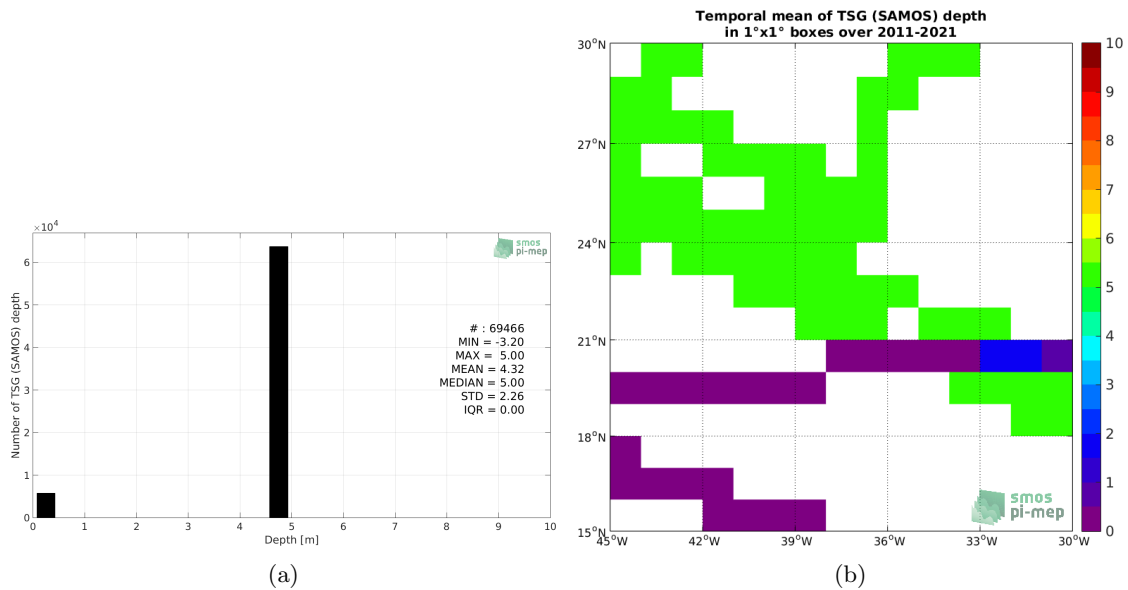 ×10⁴
6
5
4
3
2
1
0
0 1 2 3 4 5 6 7 8 9 10
Number of TSG (SAMOS) depth
Depth [m]
smos
pi-mep
# : 69466
MIN = -3.20
MAX = 5.00
MEAN = 4.32
MEDIAN = 5.00
STD = 2.26
IQR = 0.00
(a)
Temporal mean of TSG (SAMOS) depth
in 1°x1° boxes over 2011-2021
30°N
27°N
24°N
21°N
18°N
15°N
45°W 42°W 39°W 36°W 33°W 30°W
smos
pi-mep
10
9
8
7
6
5
4
3
2
1
0
(b)